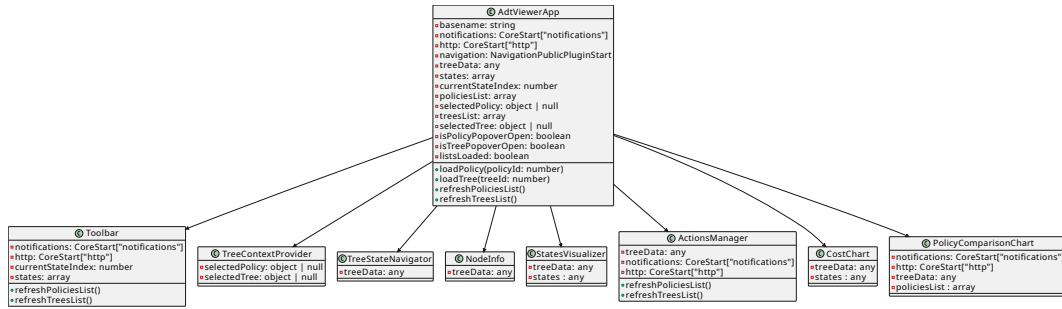 AdtViewerApp
basename: string
notifications: CoreStart["notifications"]
http: CoreStart["http"]
navigation: NavigationPublicPluginStart
treeData: any
states: array
currentStateIndex: number
policiesList: array
selectedPolicy: object | null
treesList: array
selectedTree: object | null
isPolicyPopoverOpen: boolean
isTreePopoverOpen: boolean
listsLoaded: boolean
loadPolicy(policyId: number)
loadTree(treeId: number)
refreshPoliciesList()
refreshTreesList()
Toolbar
notifications: CoreStart["notifications"]
http: CoreStart["http"]
currentStateIndex: number
states: array
refreshPoliciesList()
refreshTreesList()
TreeContextProvider
selectedPolicy: object | null
selectedTree: object | null
TreeStateNavigator
treeData: any
NodeInfo
treeData: any
StatesVisualizer
treeData: any
states : array
ActionsManager
treeData: any
notifications: CoreStart["notifications"]
http: CoreStart["http"]
refreshPoliciesList()
refreshTreesList()
CostChart
treeData: any
states : any
PolicyComparisonChart
notifications: CoreStart["notifications"]
http: CoreStart["http"]
treeData: any
policiesList : array